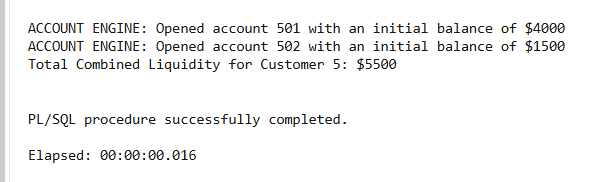 ACCOUNT ENGINE: Opened account 501 with an initial balance of $4000
ACCOUNT ENGINE: Opened account 502 with an initial balance of $1500
Total Combined Liquidity for Customer 5: $5500
PL/SQL procedure successfully completed.
Elapsed: 00:00:00.016